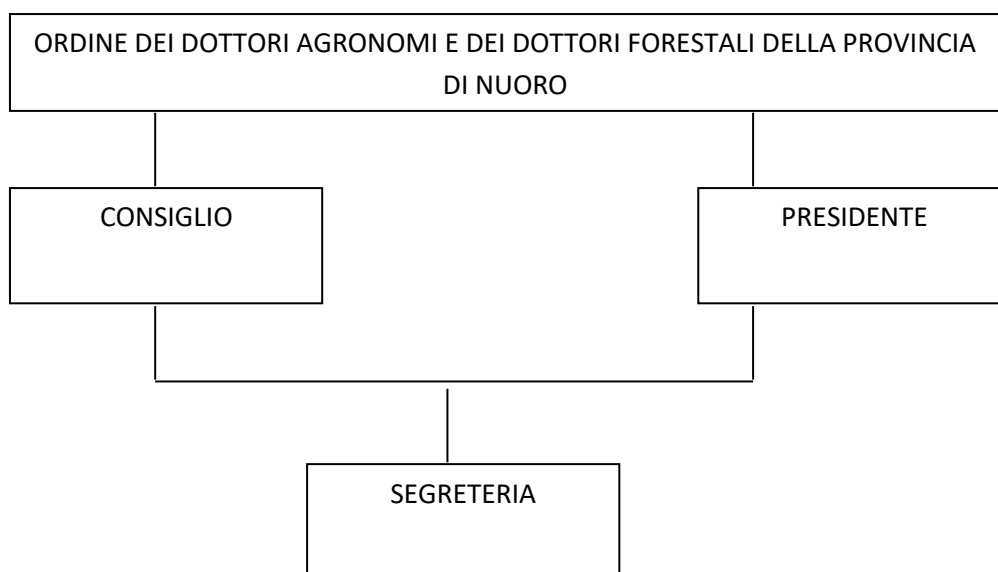 ORDINE DEI DOTTORI AGRONOMI E DEI DOTTORI FORESTALI DELLA PROVINCIA
DI NUORO
CONSIGLIO
PRESIDENTE
SEGRETERIA